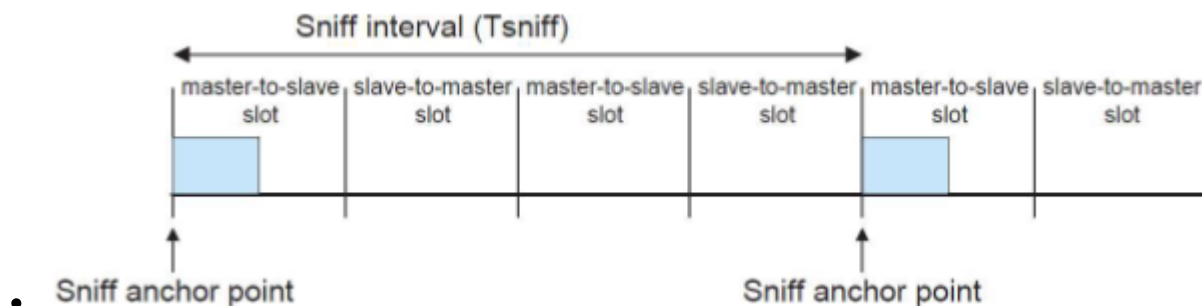 Sniff interval (Tsniff)
master-to-slave slave-to-master master-to-slave slave-to-master master-to-slave slave-to-master
slot slot slot slot slot slot
Sniff anchor point Sniff anchor point